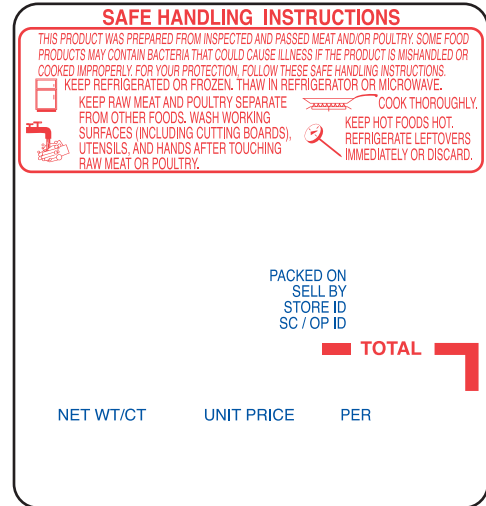 SAFE HANDLING INSTRUCTIONS
THIS PRODUCT WAS PREPARED FROM INSPECTED AND PASSED MEAT AND/OR POULTRY. SOME FOOD
PRODUCTS MAY CONTAIN BACTERIA THAT COULD CAUSE ILLNESS IF THE PRODUCT IS MISHANDLED OR
COOKED IMPROPERLY. FOR YOUR PROTECTION, FOLLOW THESE SAFE HANDLING INSTRUCTIONS.
KEEP REFRIGERATED OR FROZEN. THAW IN REFRIGERATOR OR MICROWAVE.
KEEP RAW MEAT AND POULTRY SEPARATE
FROM OTHER FOODS. WASH WORKING
SURFACES (INCLUDING CUTTING BOARDS),
UTENSILS, AND HANDS AFTER TOUCHING
RAW MEAT OR POULTRY.
COOK THOROUGHLY.
KEEP HOT FOODS HOT.
REFRIGERATE LEFTOVERS
IMMEDIATELY OR DISCARD.
PACKED ON
SELL BY
STORE ID
SC / OP ID
TOTAL
NET WT/CT UNIT PRICE PER